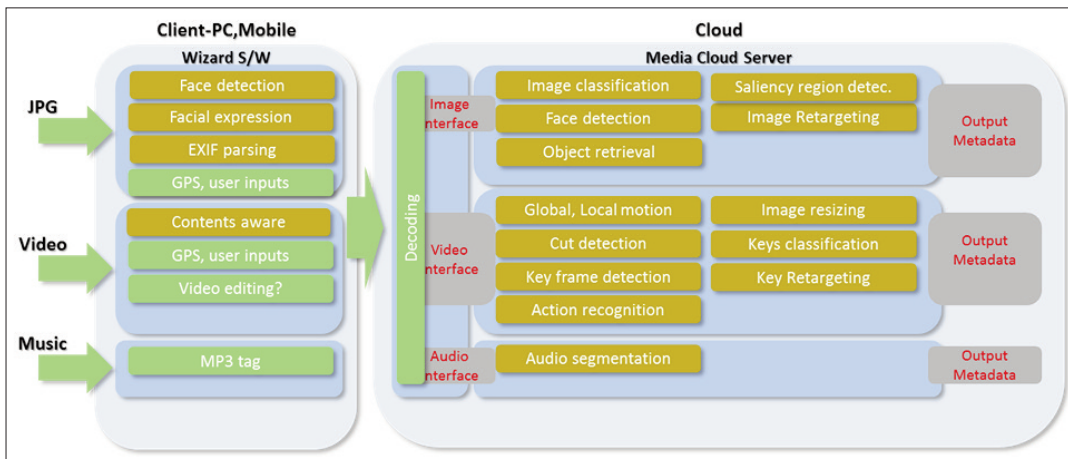 Client-PC,Mobile
Wizard S/W
JPG
Face detection
Facial expression
EXIF parsing
GPS, user inputs
Video
Contents aware
GPS, user inputs
Video editing?
Music
MP3 tag
Cloud
Media Cloud Server
Decoding
Image
Interface
Image classification
Saliency region detec.
Face detection
Image Retargeting
Object retrieval
Output
Metadata
Video
Interface
Global, Local motion
Image resizing
Cut detection
Keys classification
Key frame detection
Key Retargeting
Action recognition
Output
Metadata
Audio
Interface
Audio segmentation
Output
Metadata